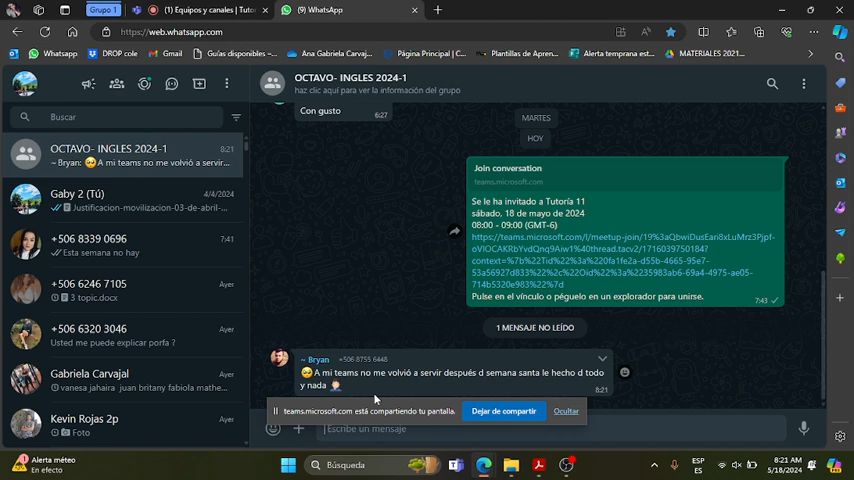 Grupo 1
(1) Equipos y canales | Tutor
(9) WhatsApp
https://web.whatsapp.com
Whatsapp
DROP cole
Gmail
Guías disponibles –...
Ana Gabriela Carvaj...
Página Principal | C...
Plantillas de Apren...
Alerta temprana est...
MATERIALES 2021...
OCTAVO- INGLES 2024-1
haz clic aquí para ver la información del grupo
Buscar
OCTAVO- INGLES 2024-1 8:21
~ Bryan: 🥺A mi teams no me volvió a servir...
Gaby 2 (Tú) 4/4/2024
Justificacion-movilizacion-03-de-abril-...
+506 8339 0696 7:41
Esta semana no hay
+506 6246 7105 Ayer
3 topic.docx
+506 6320 3046 Ayer
Usted me puede explicar porfa ?
Gabriela Carvajal Ayer
vanesa jahaira juan britany fabiola mathe...
Kevin Rojas 2p Ayer
Foto
Con gusto 6:27
MARTES
HOY
Join conversation
teams.microsoft.com
Se le ha invitado a Tutoría 11
sábado, 18 de mayo de 2024
08:00 - 09:00 (GMT-6)
https://teams.microsoft.com/l/meetup-join/19%3aQbwiDusEari8xLuMrz3Pjpf-
oVIOCAKRbYvdQnq9Aiw1%40thread.tacv2/1716039750184?
context=%7b%22Tid%22%3a%220fa1fe2a-d55b-4665-95e7-
53a56927d833%22%2c%22Oid%22%3a%2235983ab6-69a4-4975-ae05-
714b5320e983%22%7d
Pulse en el vínculo o péguelo en un explorador para unirse.
7:43
1 MENSAJE NO LEÍDO
~ Bryan +506 8755 6448
🥺A mi teams no me volvió a servir después d semana santa le hecho d todo
y nada 🤦🏻
8:21
teams.microsoft.com está compartiendo tu pantalla.
Dejar de compartir
Ocultar
Escribe un mensaje
Alerta méteo
En efecto
Búsqueda
ESP
ES
8:21 AM
5/18/2024